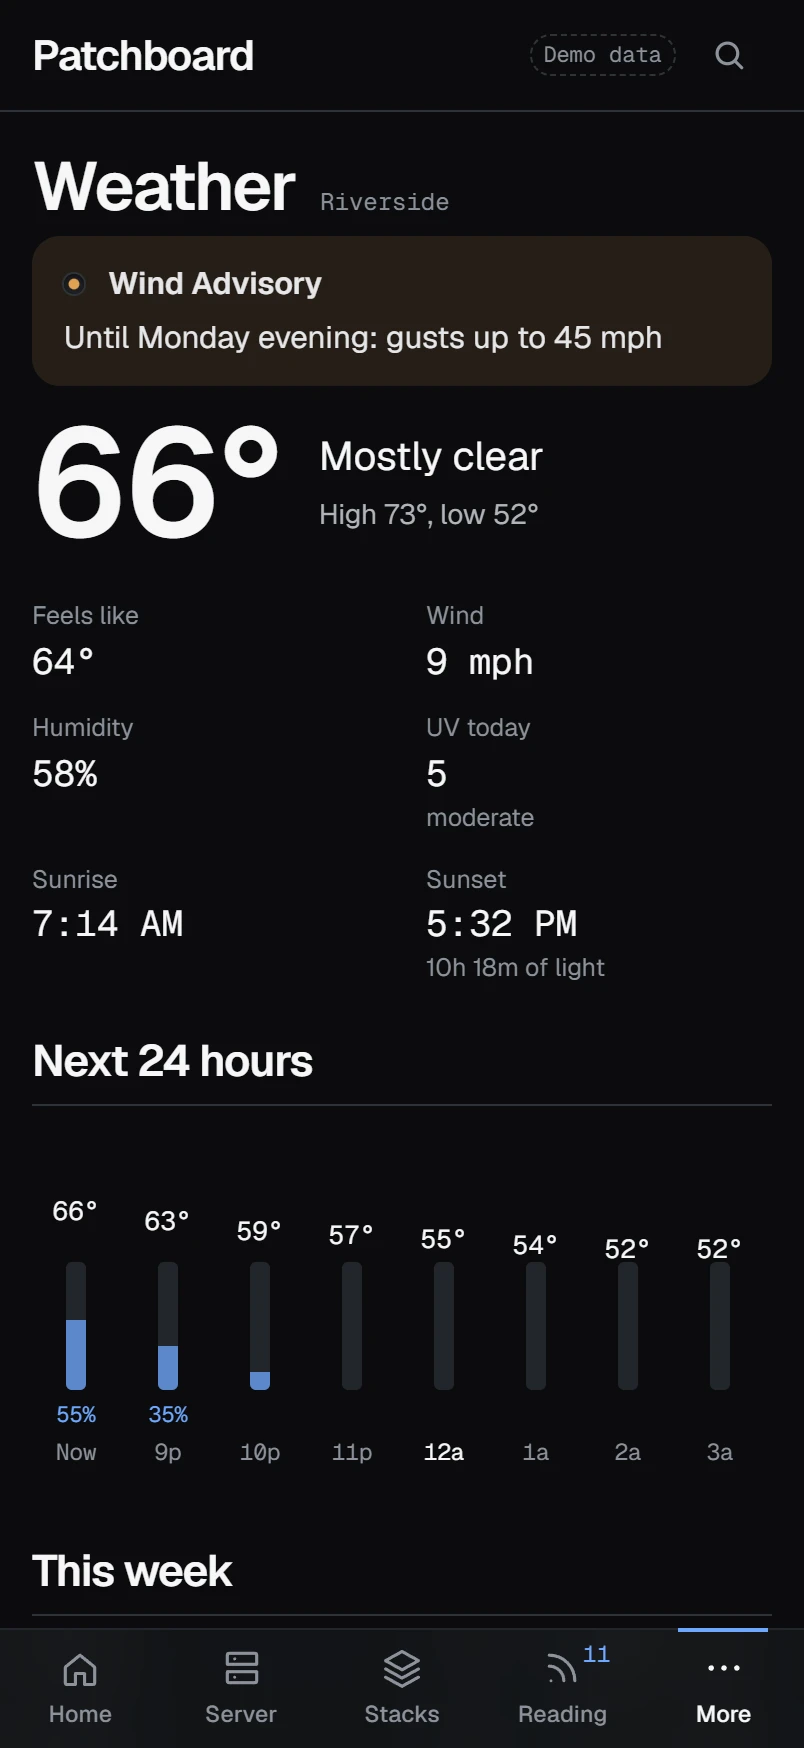 Patchboard
Demo data
Weather Riverside
Wind Advisory
Until Monday evening: gusts up to 45 mph
66°
Mostly clear
High 73°, low 52°
Feels like
64°
Wind
9 mph
Humidity
58%
UV today
5
moderate
Sunrise
7:14 AM
Sunset
5:32 PM
10h 18m of light
Next 24 hours
66° 63° 59° 57° 55° 54° 52° 52°
55% 35%
Now 9p 10p 11p 12a 1a 2a 3a
This week
11
Home Server Stacks Reading More